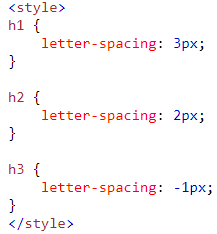 <style>
h1 {
    letter-spacing: 3px;
}

h2 {
    letter-spacing: 2px;
}

h3 {
    letter-spacing: -1px;
}
</style>